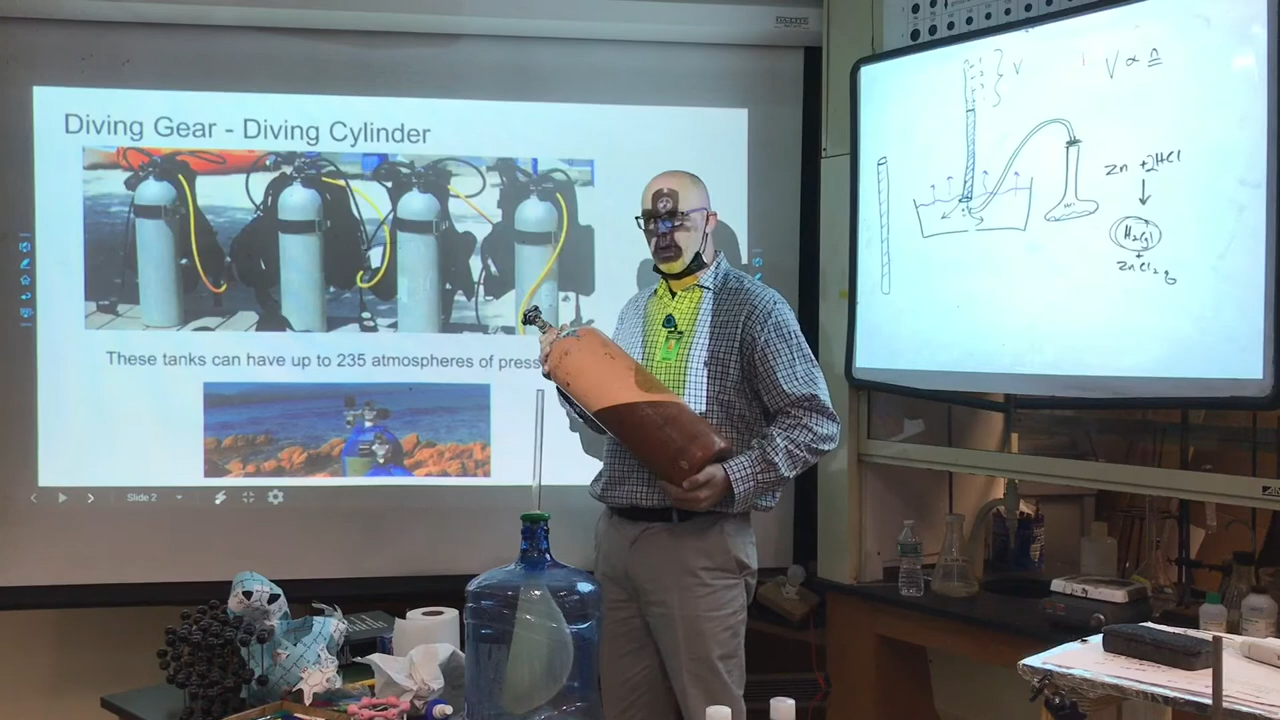 Diving Gear - Diving Cylinder
These tanks can have up to 235 atmospheres of press
Slide 2
V
V ∝ n
Zn + 2HCl
HCl
H₂(g)
+
ZnCl₂